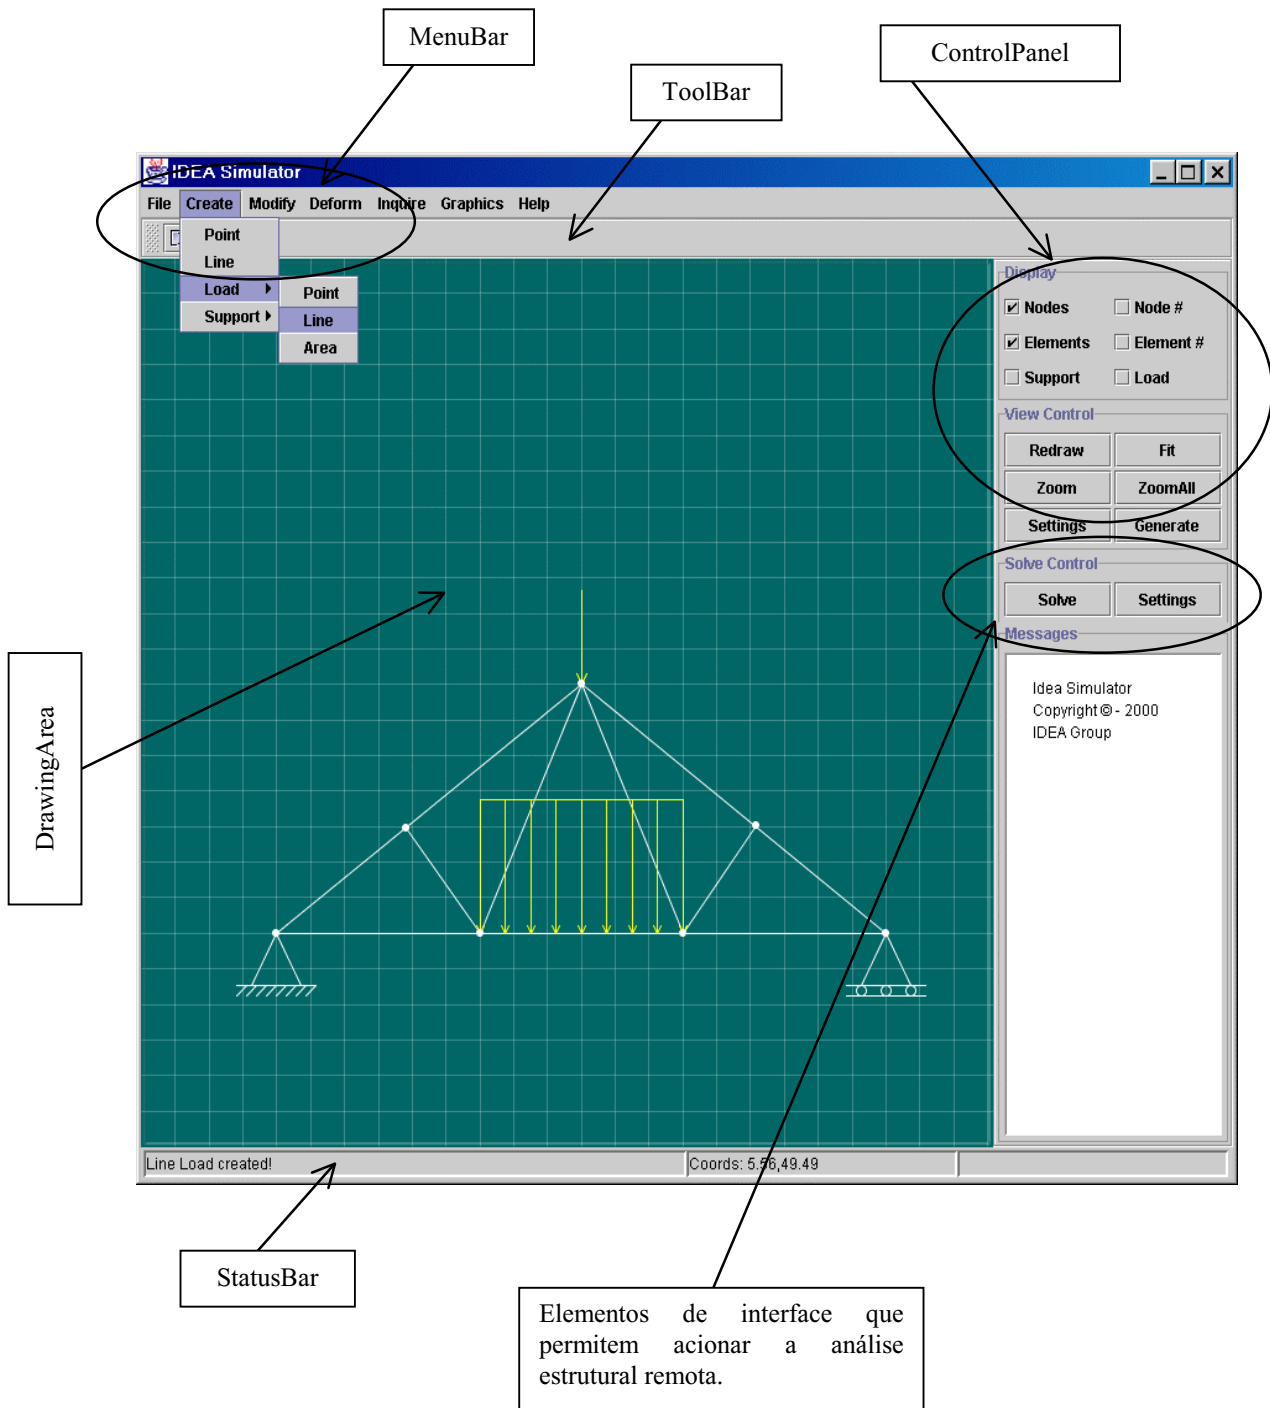 MenuBar
ControlPanel
ToolBar
IDEA Simulator
File Create Modify Deform Inquire Graphics Help
Point
Line
Load
Support
Point
Line
Area
Display
Nodes Node #
Elements Element #
Support Load
View Control
Redraw Fit
Zoom ZoomAll
Settings Generate
Solve Control
Solve Settings
Messages
Idea Simulator
Copyright © - 2000
IDEA Group
DrawingArea
Line Load created!
Coords: 5.56,49.49
StatusBar
Elementos de interface que
permitem acionar a análise
estrutural remota.